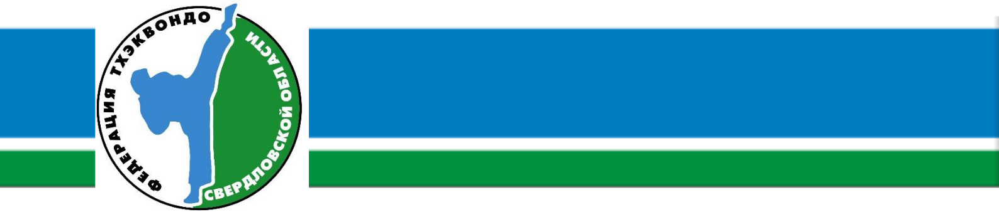 ФЕДЕРАЦИЯ ТХЭКВОНДО
СВЕРДЛОВСКОЙ ОБЛАСТИ